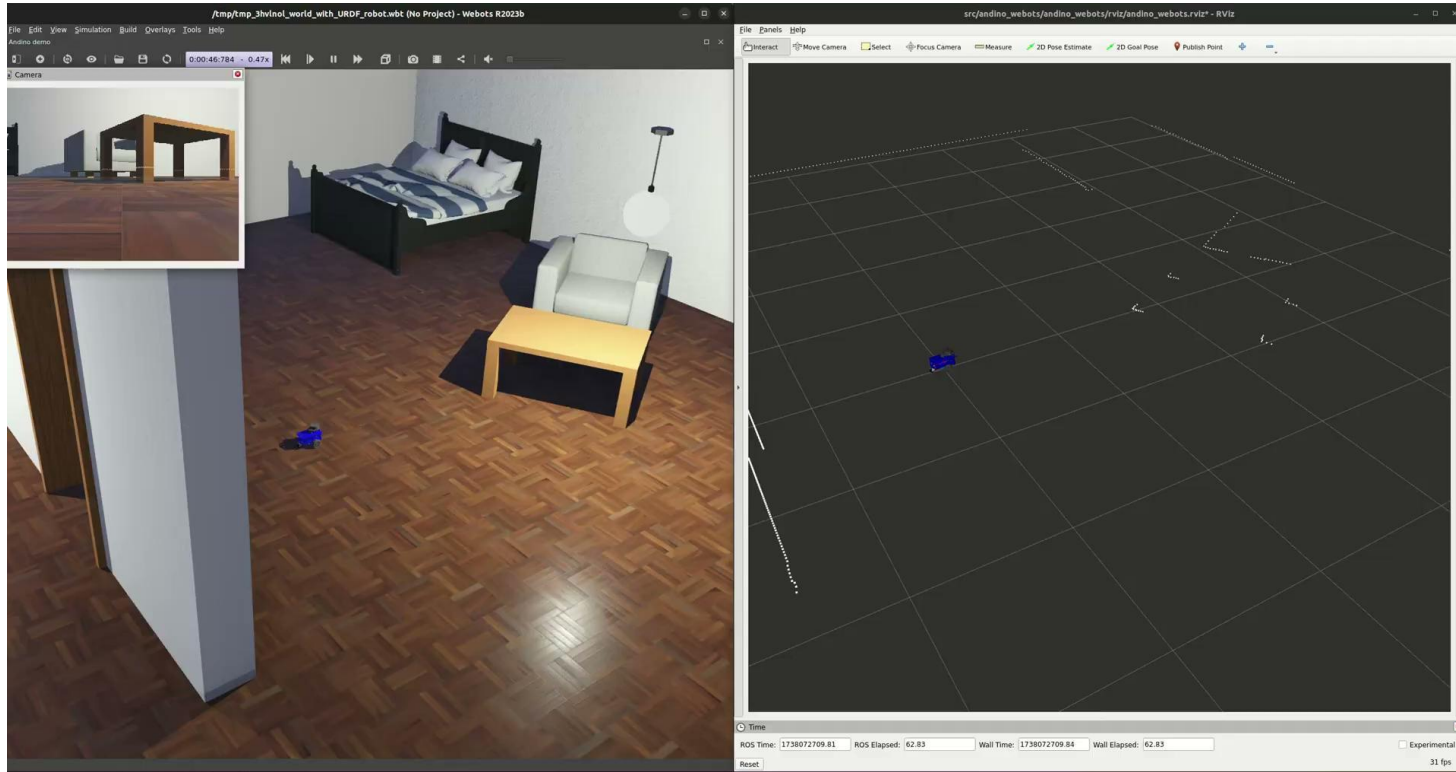 /tmp/tmp_3hvlnol_world_with_URDF_robot.wbt (No Project) - Webots R2023b
File Edit View Simulation Build Overlays Tools Help
Andino demo
0:00:46:784 - 0.47x
Camera
src/andino_webots/andino_webots/rviz/andino_webots.rviz* - RViz
File Panels Help
Interact Move Camera Select Focus Camera Measure 2D Pose Estimate 2D Goal Pose Publish Point
Time
ROS Time: 1738072709.81 ROS Elapsed: 62.83 Wall Time: 1738072709.84 Wall Elapsed: 62.83 Experimental
Reset
31 fps